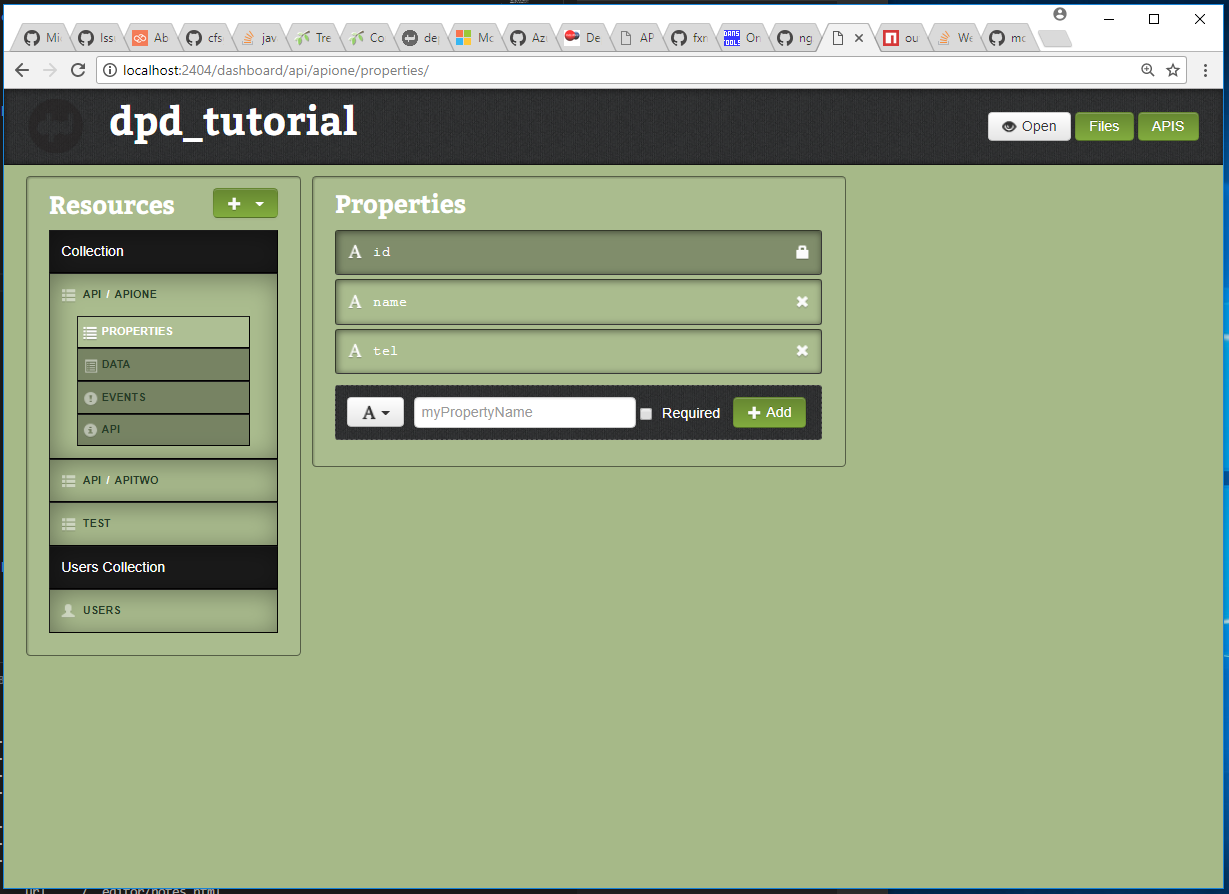 Mi Iss Ab cfs jav Tre Co de Mc Az De AP fxr On ng ou We mc
localhost:2404/dashboard/api/apione/properties/
dpd
dpd_tutorial
Open Files APIS
Resources
Collection
API / APIONE
PROPERTIES
DATA
EVENTS
API
API / APITWO
TEST
Users Collection
USERS
Properties
A id
A name
A tel
A myPropertyName Required Add